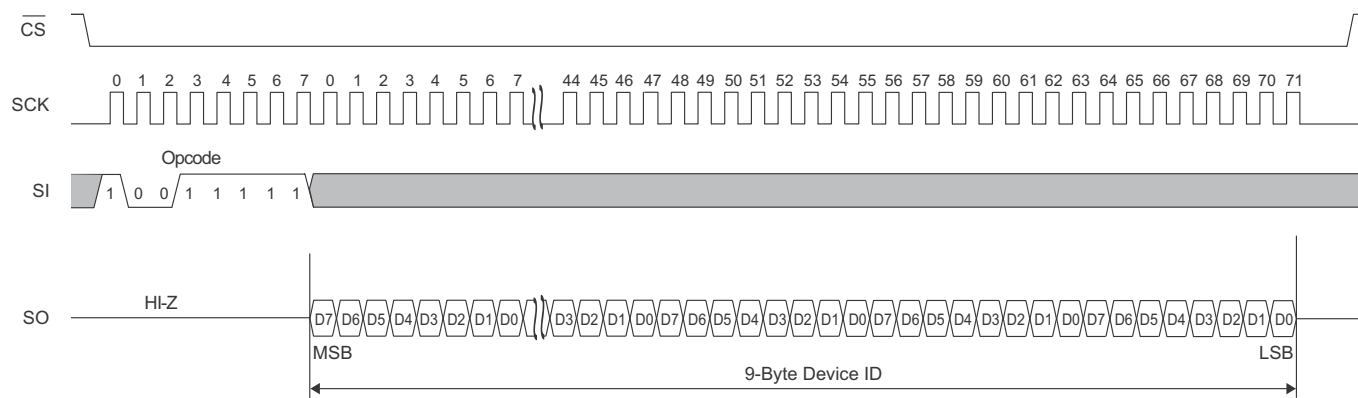 CS
0 1 2 3 4 5 6 7 0 1 2 3 4 5 6 7 44 45 46 47 48 49 50 51 52 53 54 55 56 57 58 59 60 61 62 63 64 65 66 67 68 69 70 71
SCK
Opcode
SI 1 0 0 1 1 1 1 1
HI-Z
SO D7 D6 D5 D4 D3 D2 D1 D0 D3 D2 D1 D0 D7 D6 D5 D4 D3 D2 D1 D0 D7 D6 D5 D4 D3 D2 D1 D0 D7 D6 D5 D4 D3 D2 D1 D0
MSB LSB
9-Byte Device ID